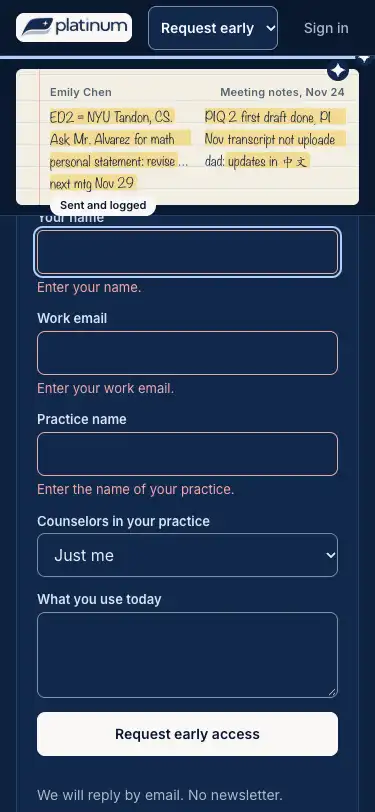 platinum
Request early
Sign in
Emily Chen
Meeting notes, Nov 24
ED2 = NYU Tandon, CS.
Ask Mr. Alvarez for math
personal statement: revise ...
next mtg Nov 29
PIQ 2 first draft done, PI
Nov transcript not uploade
dad: updates in 中文
Sent and logged
Your name
Enter your name.
Work email
Enter your work email.
Practice name
Enter the name of your practice.
Counselors in your practice
Just me
What you use today
Request early access
We will reply by email. No newsletter.